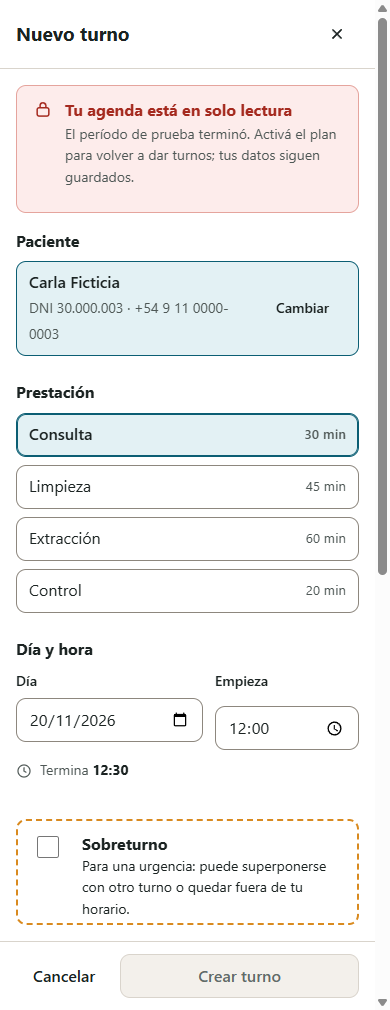 Nuevo turno
Tu agenda está en solo lectura
El período de prueba terminó. Activá el plan
para volver a dar turnos; tus datos siguen
guardados.
Paciente
Carla Ficticia
DNI 30.000.003 · +54 9 11 0000-
0003
Cambiar
Prestación
Consulta 30 min
Limpieza 45 min
Extracción 60 min
Control 20 min
Día y hora
Día Empieza
20/11/2026 12:00
Termina 12:30
Sobreturno
Para una urgencia: puede superponerse
con otro turno o quedar fuera de tu
horario.
Cancelar Crear turno